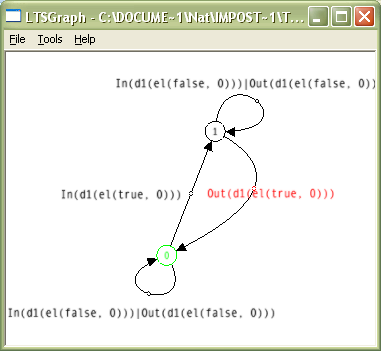 LTSGraph - C:\DOCUME~1\Nat\IMPOST~1\T...
File Tools Help
In(d1(el(false, 0)))|Out(d1(el(false, 0)))
1
In(d1(el(true, 0))) Out(d1(el(true, 0)))
0
In(d1(el(false, 0)))|Out(d1(el(false, 0)))